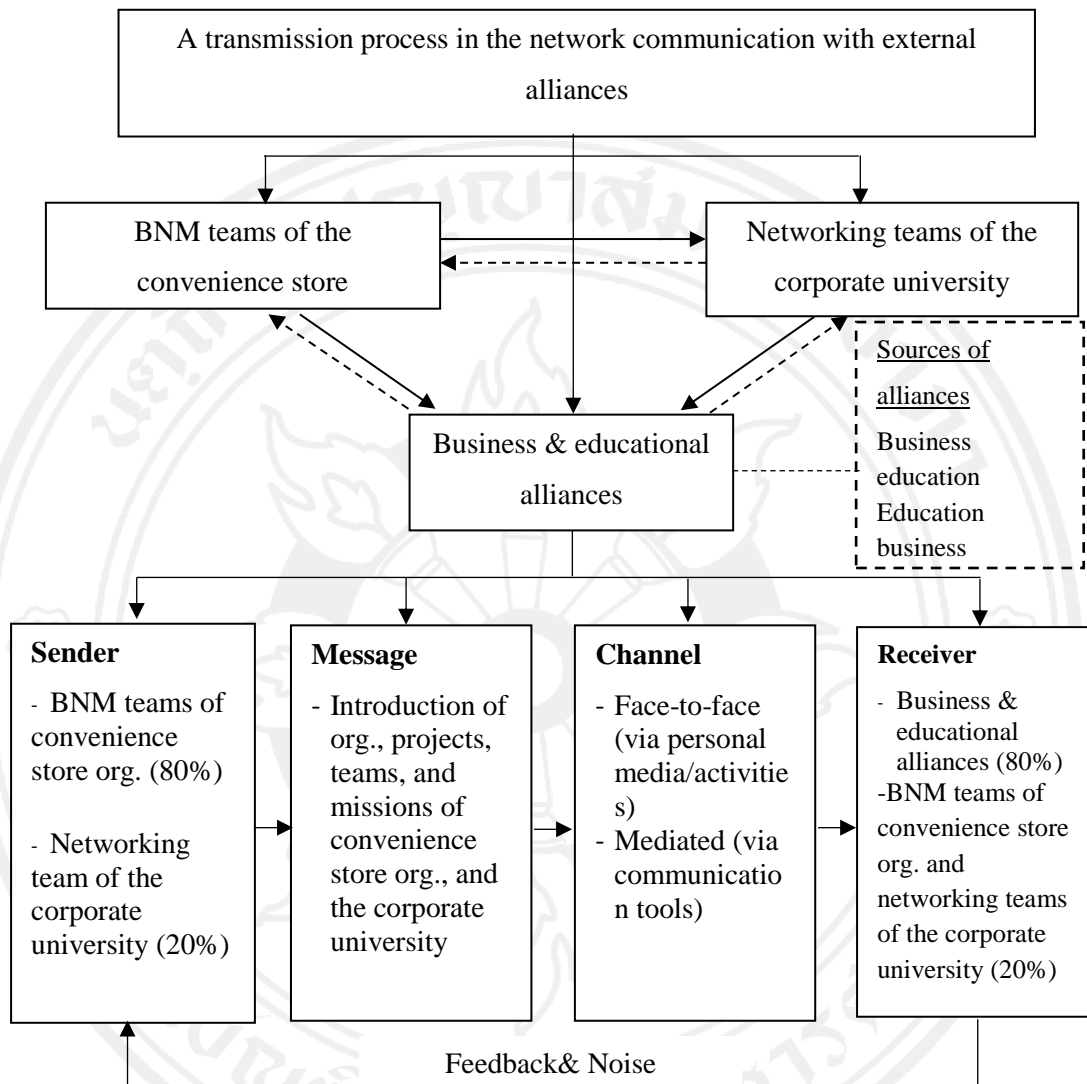 A transmission process in the network communication with external
alliances
BNM teams of the
convenience store
Networking teams of the
corporate university
Sources of
alliances
Business
education
Education
business
Business & educational
alliances
Sender
- BNM teams of
convenience
store org. (80%)
- Networking
team of the
corporate
university (20%)
Message
- Introduction of
org., projects,
teams, and
missions of
convenience
store org., and
the corporate
university
Channel
- Face-to-face
(via personal
media/activitie
s)
- Mediated (via
communicatio
n tools)
Receiver
- Business &
educational
alliances (80%)
-BNM teams of
convenience store
org. and
networking teams
of the corporate
university (20%)
Feedback& Noise